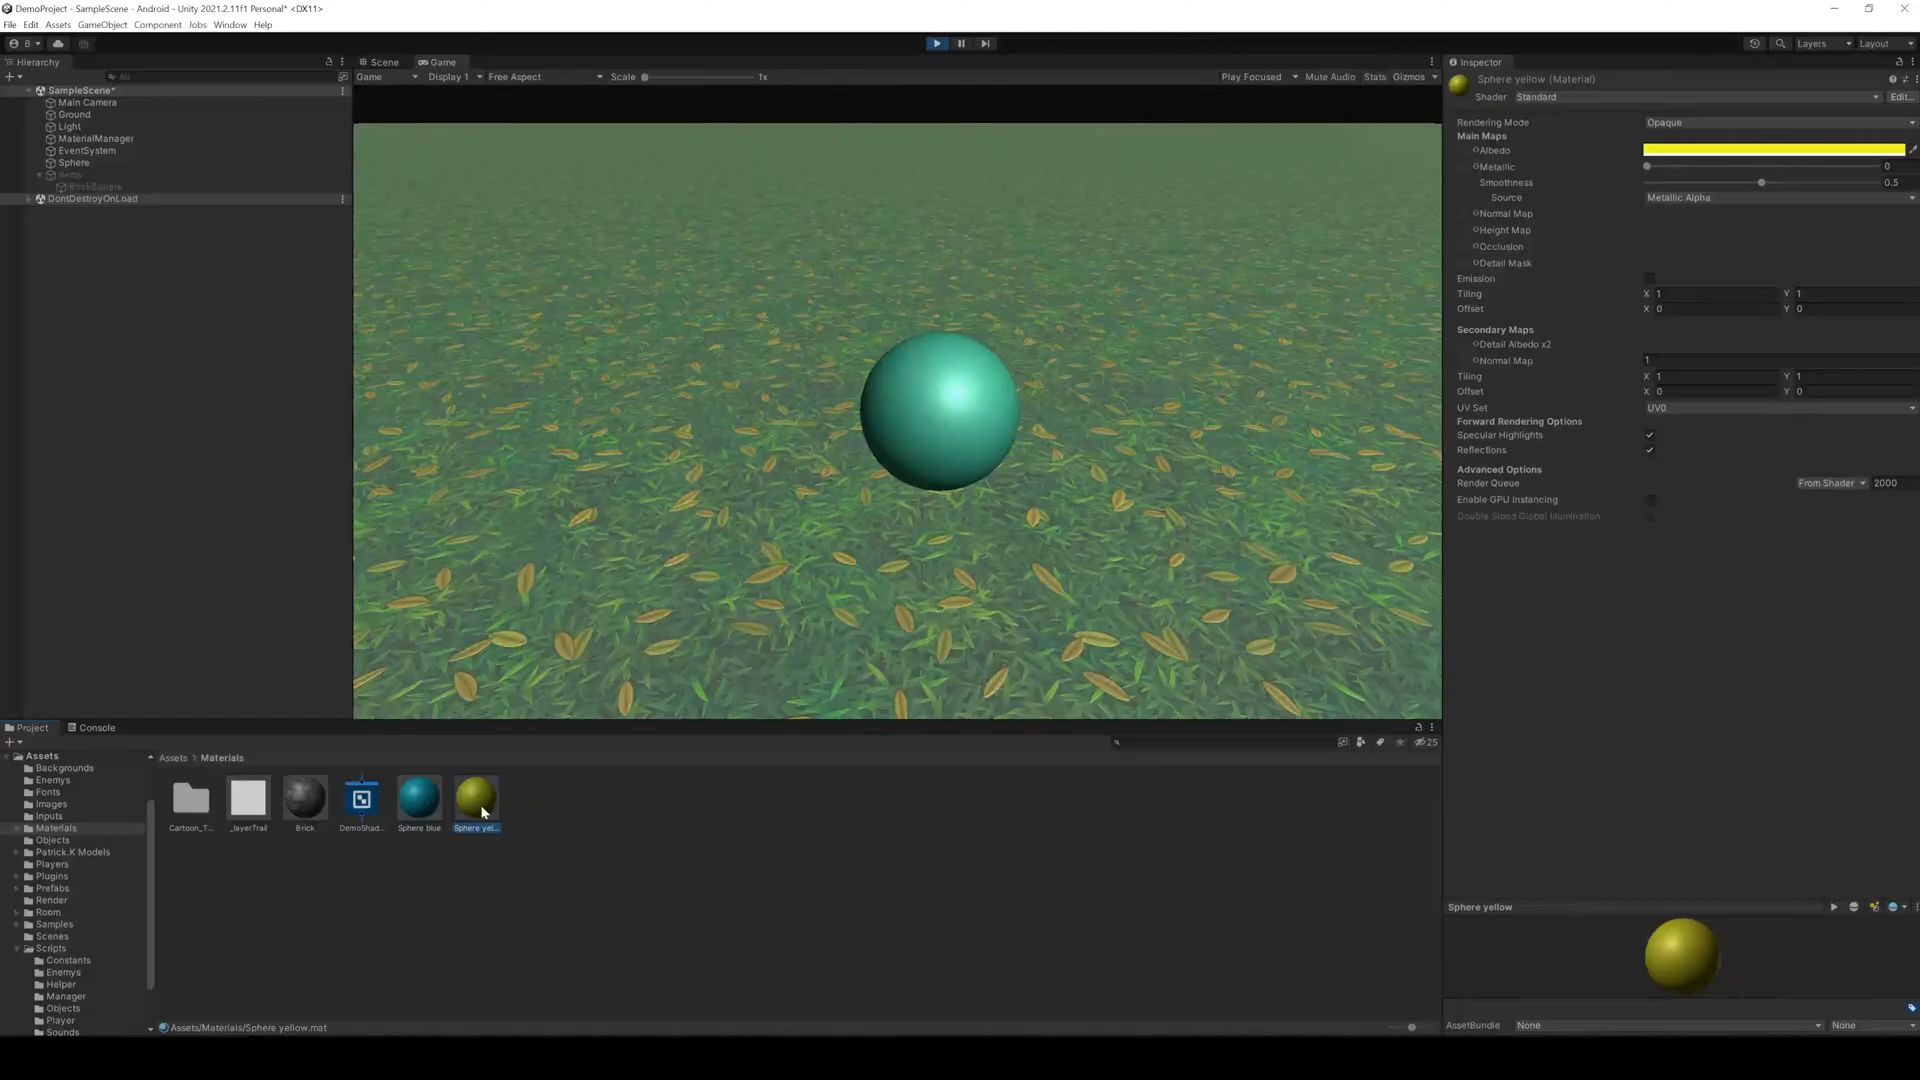 DemoProject - SampleScene - Android - Unity 2021.2.11f1 Personal* <DX11>
File Edit Assets GameObject Component Jobs Window Help
B
Layers
Layout
Hierarchy
All
SampleScene*
Main Camera
Ground
Light
MaterialManager
EventSystem
Sphere
Items
BrickSphere
DontDestroyOnLoad
Scene
Game
Game
Display 1
Free Aspect
Scale
1x
Play Focused
Mute Audio
Stats
Gizmos
Inspector
Sphere yellow (Material)
Shader
Standard
Edit...
Rendering Mode
Opaque
Main Maps
Albedo
Metallic
0
Smoothness
0.5
Source
Metallic Alpha
Normal Map
Height Map
Occlusion
Detail Mask
Emission
Tiling
X 1
Y 1
Offset
X 0
Y 0
Secondary Maps
Detail Albedo x2
Normal Map
1
Tiling
X 1
Y 1
Offset
X 0
Y 0
UV Set
UV0
Forward Rendering Options
Specular Highlights
Reflections
Advanced Options
Render Queue
From Shader
2000
Enable GPU Instancing
Double Sided Global Illumination
Project
Console
25
Assets
Backgrounds
Enemys
Fonts
Images
Inputs
Materials
Objects
Patrick.K Models
Players
Plugins
Prefabs
Render
Room
Samples
Scenes
Scripts
Constants
Enemys
Helper
Manager
Objects
Player
Sounds
Assets > Materials
Cartoon_T...
_layerTrail
Brick
DemoShad...
Sphere blue
Sphere yel...
Assets/Materials/Sphere yellow.mat
Sphere yellow
AssetBundle
None
None